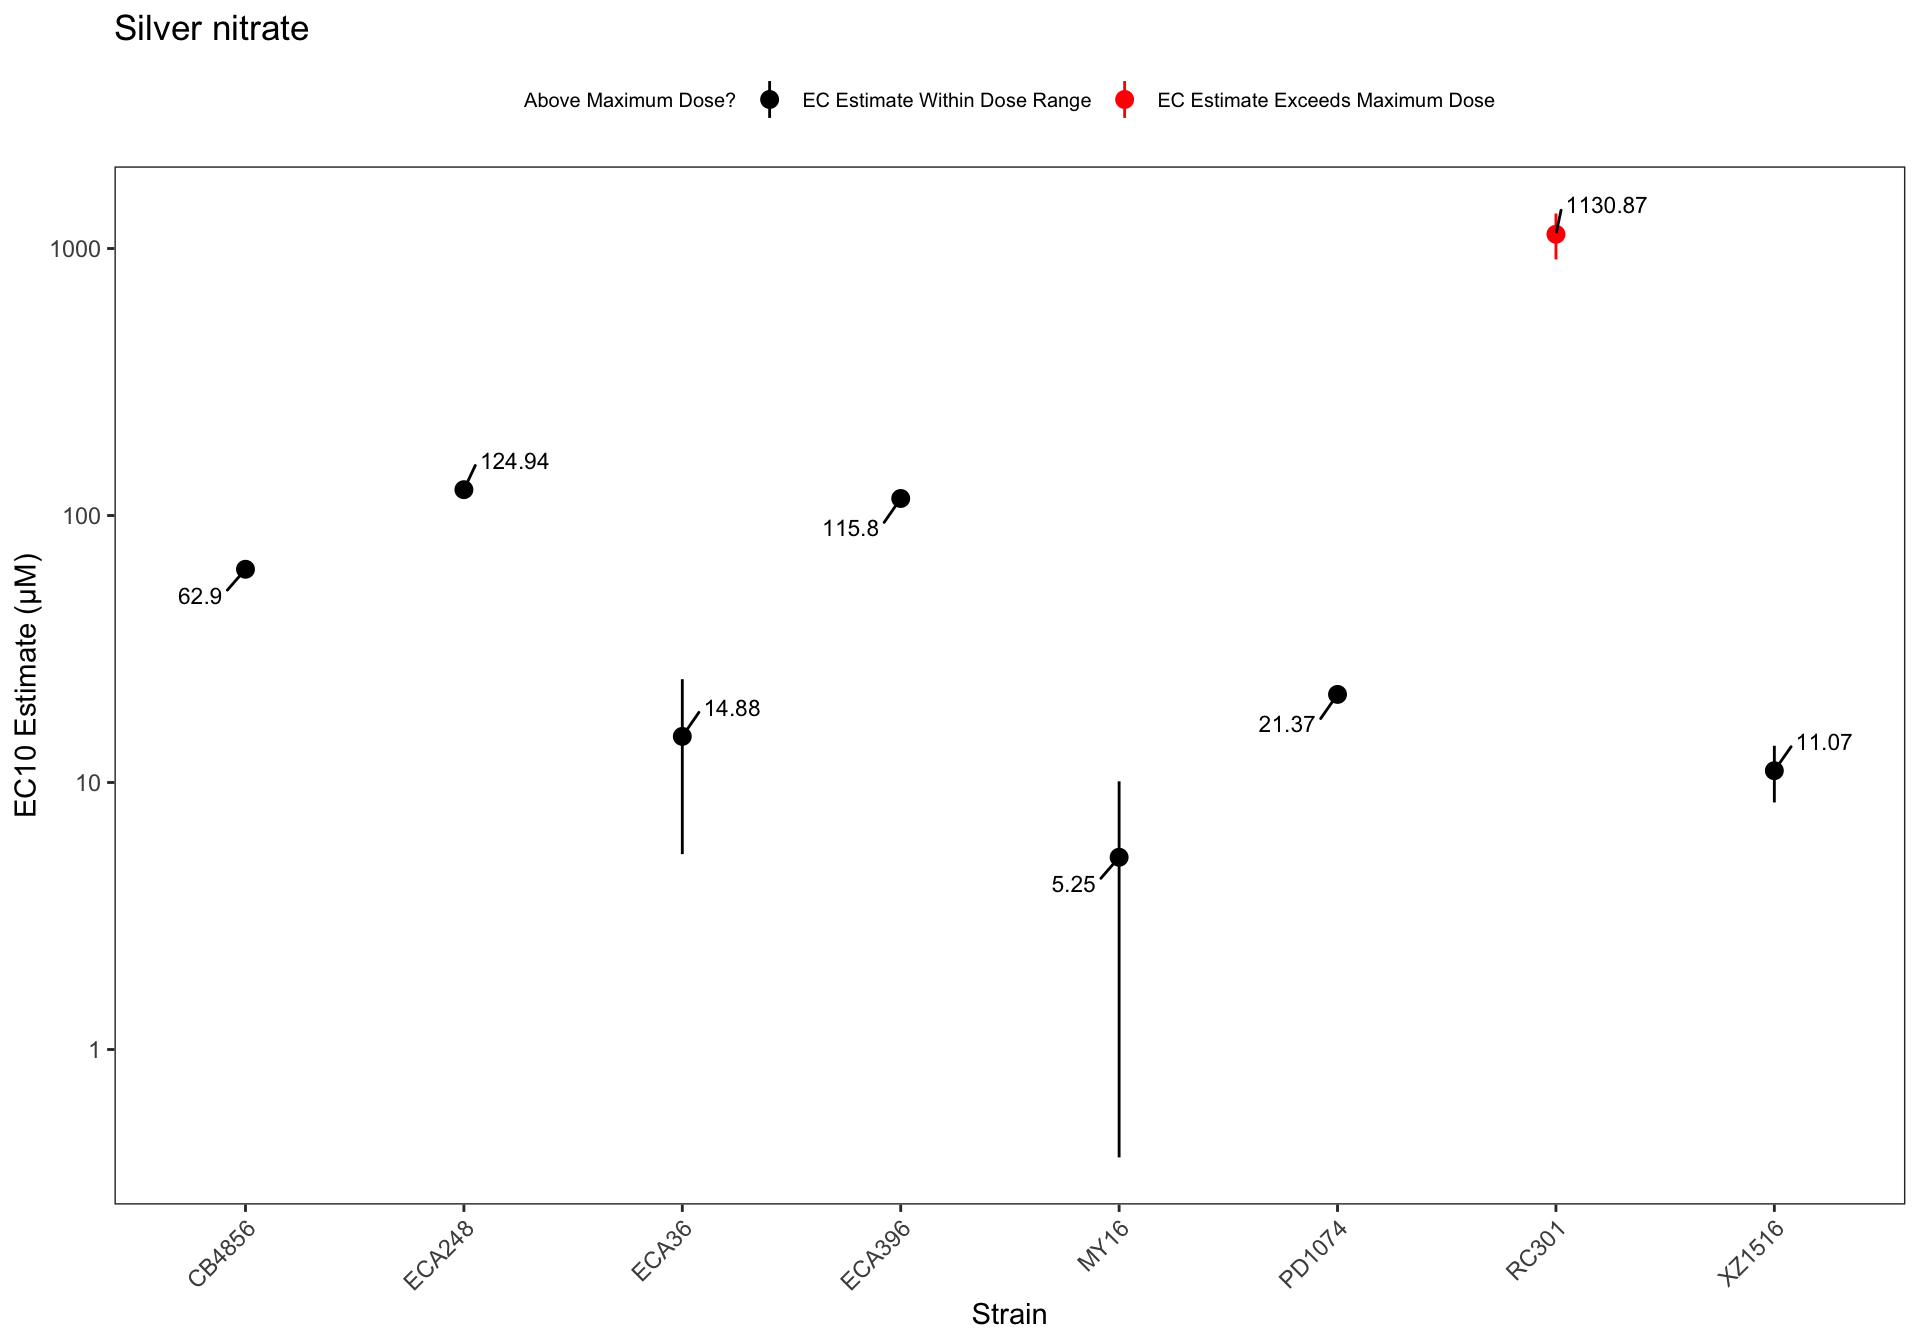 Silver nitrate
Above Maximum Dose? EC Estimate Within Dose Range EC Estimate Exceeds Maximum Dose
EC10 Estimate (µM)
1000
100
10
1
1130.87
124.94
115.8
62.9
14.88
21.37
11.07
5.25
CB4856
ECA248
ECA36
ECA396
MY16
PD1074
RC301
XZ1516
Strain